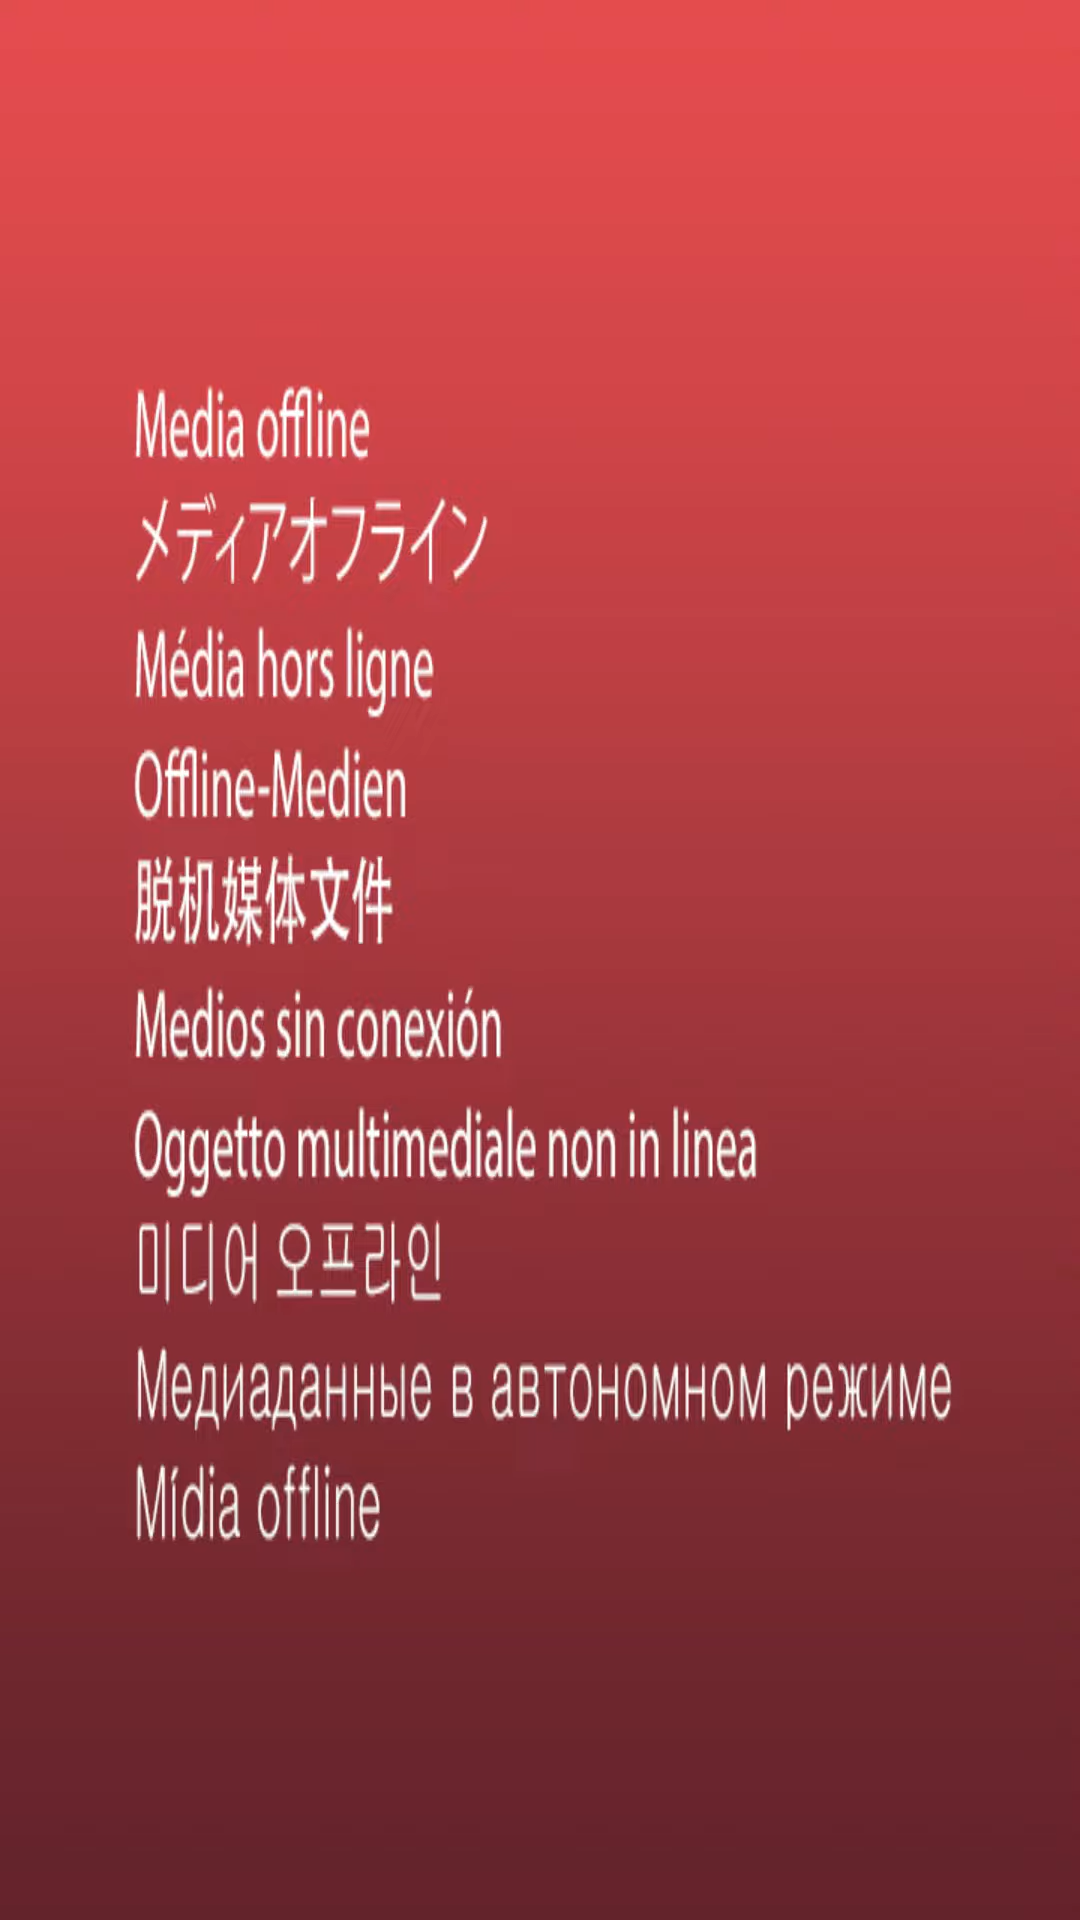 Media offline
メディアオフライン
Média hors ligne
Offline-Medien
脱机媒体文件
Medios sin conexión
Oggetto multimediale non in linea
미디어 오프라인
Медиаданные в автономном режиме
Mídia offline